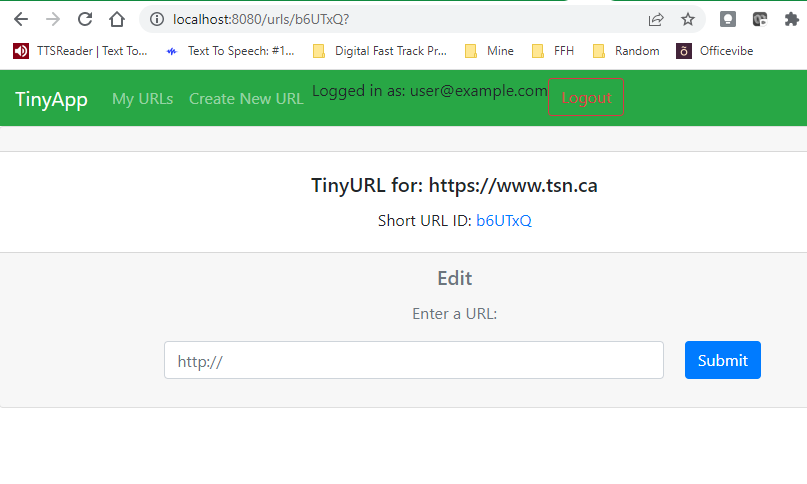 localhost:8080/urls/b6UTxQ?
TTSReader | Text To... Text To Speech: #1... Digital Fast Track Pr... Mine FFH Random Officevibe
TinyApp My URLs Create New URL Logged in as: user@example.com Logout
TinyURL for: https://www.tsn.ca
Short URL ID: b6UTxQ
Edit
Enter a URL:
http:// Submit